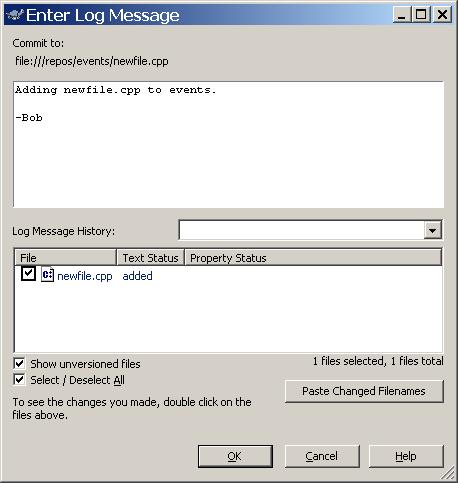 Enter Log Message
Commit to:
file:///repos/events/newfile.cpp
Adding newfile.cpp to events.
-Bob
Log Message History:
File Text Status Property Status
newfile.cpp added
Show unversioned files
1 files selected, 1 files total
Select / Deselect All
Paste Changed Filenames
To see the changes you made, double click on the
files above.
OK Cancel Help